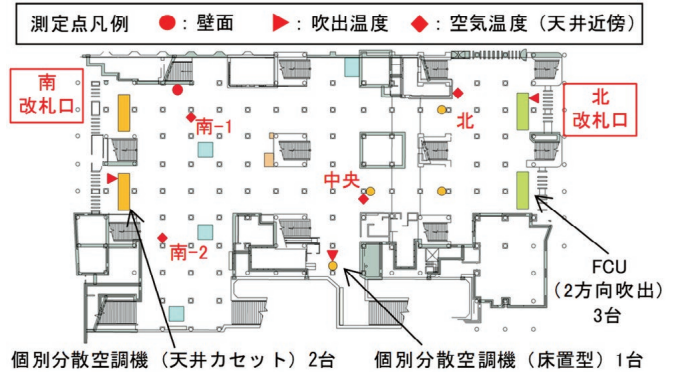 測定点凡例 ●：壁面 ▶：吹出温度 ◆：空気温度（天井近傍）
南
改札口
北
改札口
南-1
北
中央
南-2
FCU
（2方向吹出）
3台
個別分散空調機（天井カセット）2台
個別分散空調機（床置型）1台